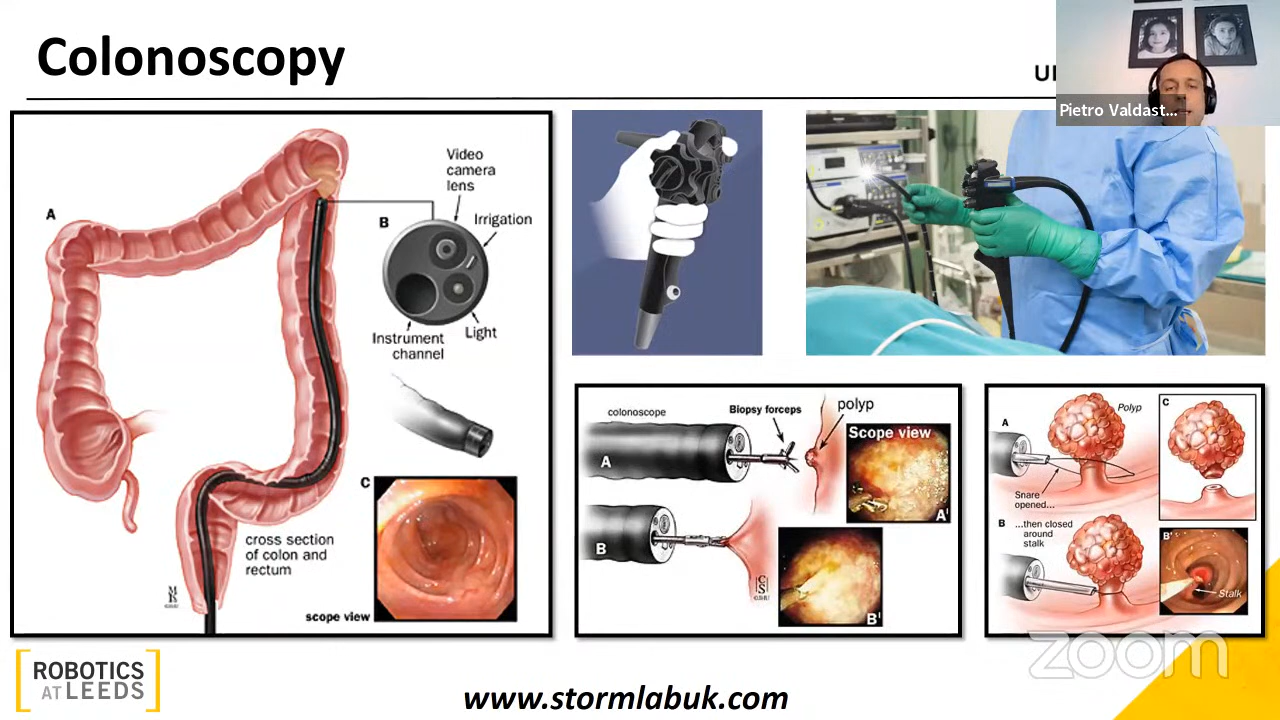 Colonoscopy
UI
Pietro Valdast...
A
Video
camera
lens
B
Irrigation
Instrument
channel
Light
C
cross section
of colon and
rectum
scope view
colonoscope
Biopsy forceps
polyp
Scope view
A
A'
B
B'
Polyp
A
C
Snare
opened...
B
...then closed
around
stalk
B'
Stalk
ROBOTICS
AT LEEDS
www.stormlabuk.com
zoom